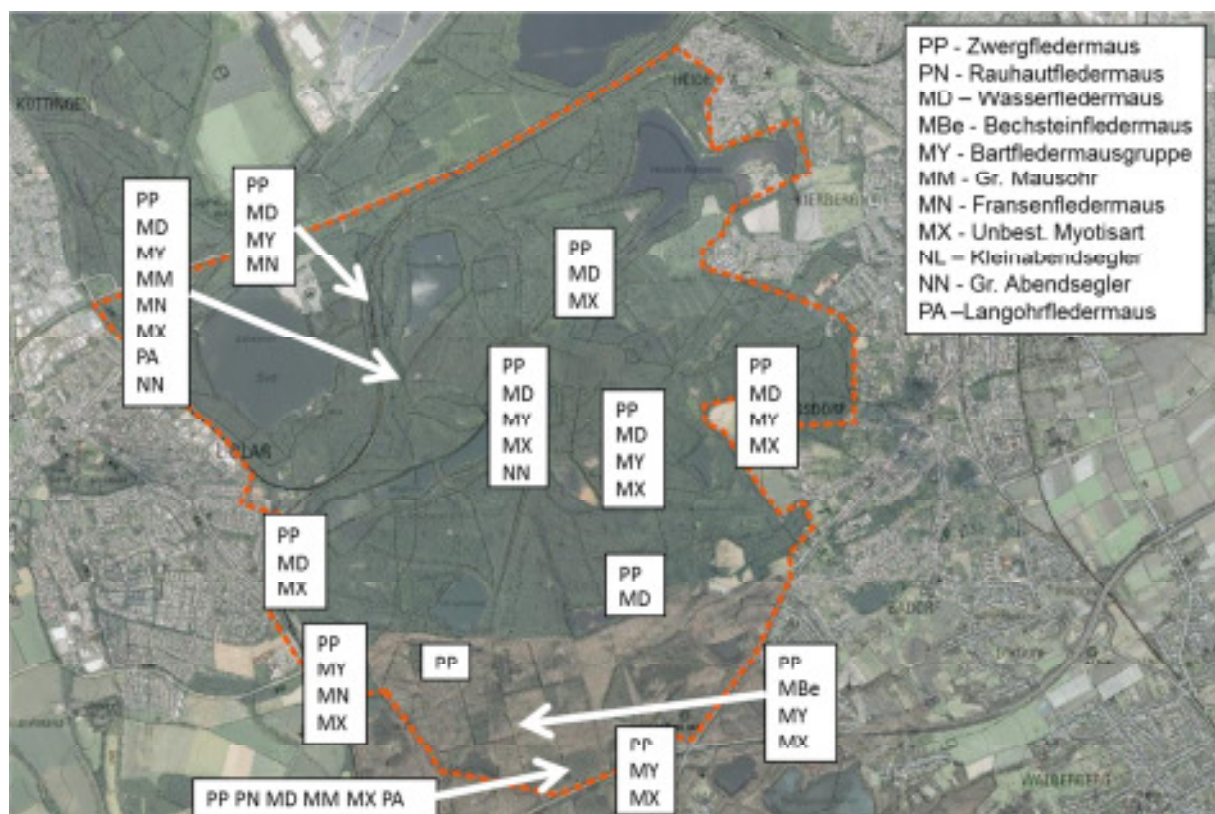 PP - Zwergfledermaus
PN - Rauhautfledermaus
MD – Wasserfledermaus
MBe - Bechsteinfledermaus
MY - Bartfledermausgruppe
MM - Gr. Mausohr
MN - Fransenfledermaus
MX - Unbest. Myotisart
NL – Kleinabendsegler
NN - Gr. Abendsegler
PA –Langohrfledermaus
PP
MD
MY
MM
MN
MX
PA
NN
PP
MD
MY
MN
PP
MD
MX
PP
MD
MY
MX
NN
PP
MD
MY
MX
PP
MD
MY
MX
PP
MD
MX
PP
MD
PP
MY
MN
MX
PP
PP
MBe
MY
MX
PP
MY
MX
PP PN MD MM MX PA